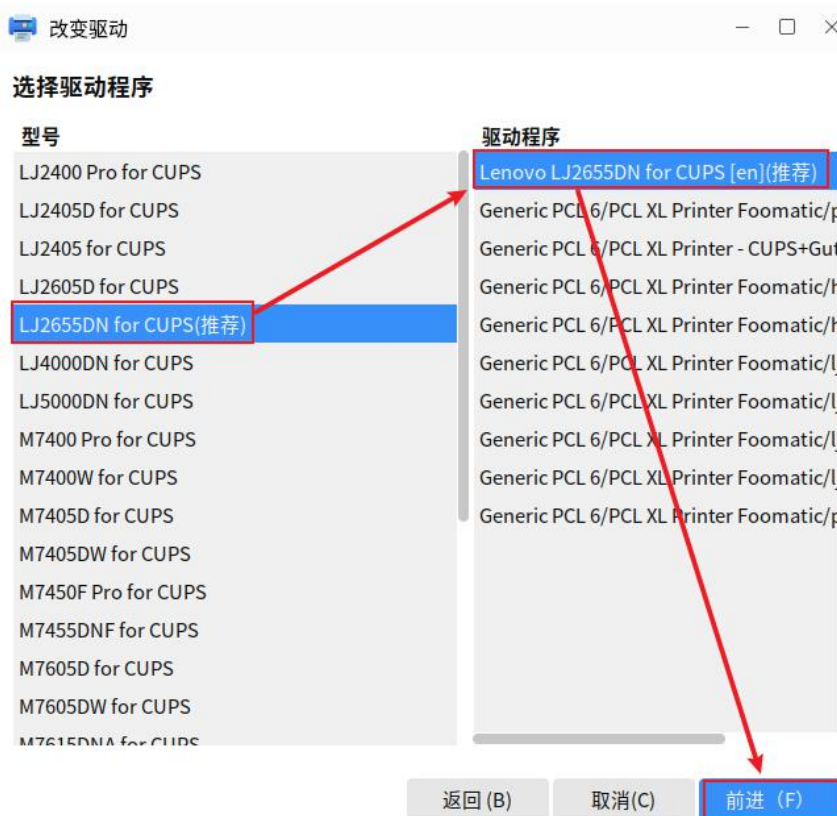 改变驱动
选择驱动程序
型号
LJ2400 Pro for CUPS
LJ2405D for CUPS
LJ2405 for CUPS
LJ2605D for CUPS
LJ2655DN for CUPS(推荐)
LJ4000DN for CUPS
LJ5000DN for CUPS
M7400 Pro for CUPS
M7400W for CUPS
M7405D for CUPS
M7405DW for CUPS
M7450F Pro for CUPS
M7455DNF for CUPS
M7605D for CUPS
M7605DW for CUPS
M7615DNA for CUPS
驱动程序
Lenovo LJ2655DN for CUPS [en](推荐)
Generic PCL 6/PCL XL Printer Foomatic/p
Generic PCL 6/PCL XL Printer - CUPS+Gut
Generic PCL 6/PCL XL Printer Foomatic/h
Generic PCL 6/PCL XL Printer Foomatic/h
Generic PCL 6/PCL XL Printer Foomatic/lj
Generic PCL 6/PCL XL Printer Foomatic/lj
Generic PCL 6/PCL XL Printer Foomatic/lj
Generic PCL 6/PCL XL Printer Foomatic/lj
Generic PCL 6/PCL XL Printer Foomatic/p
返回 (B)
取消(C)
前进（F）